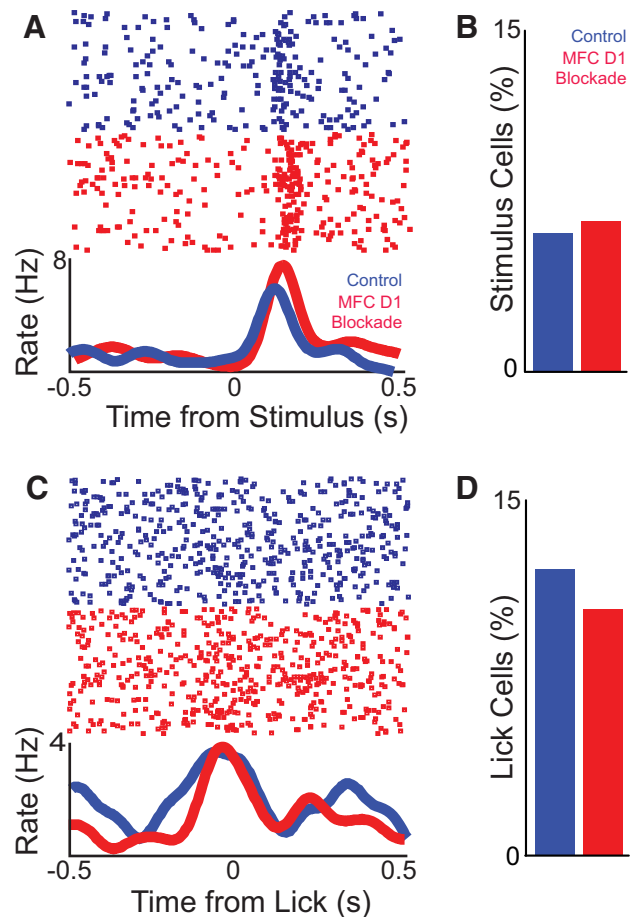 A
8
Rate (Hz)
Control
MFC D1
Blockade
-0.5
0
0.5
Time from Stimulus (s)
B
15
Stimulus Cells (%)
Control
MFC D1
Blockade
0
C
4
Rate (Hz)
-0.5
0
0.5
Time from Lick (s)
D
15
Lick Cells (%)
0